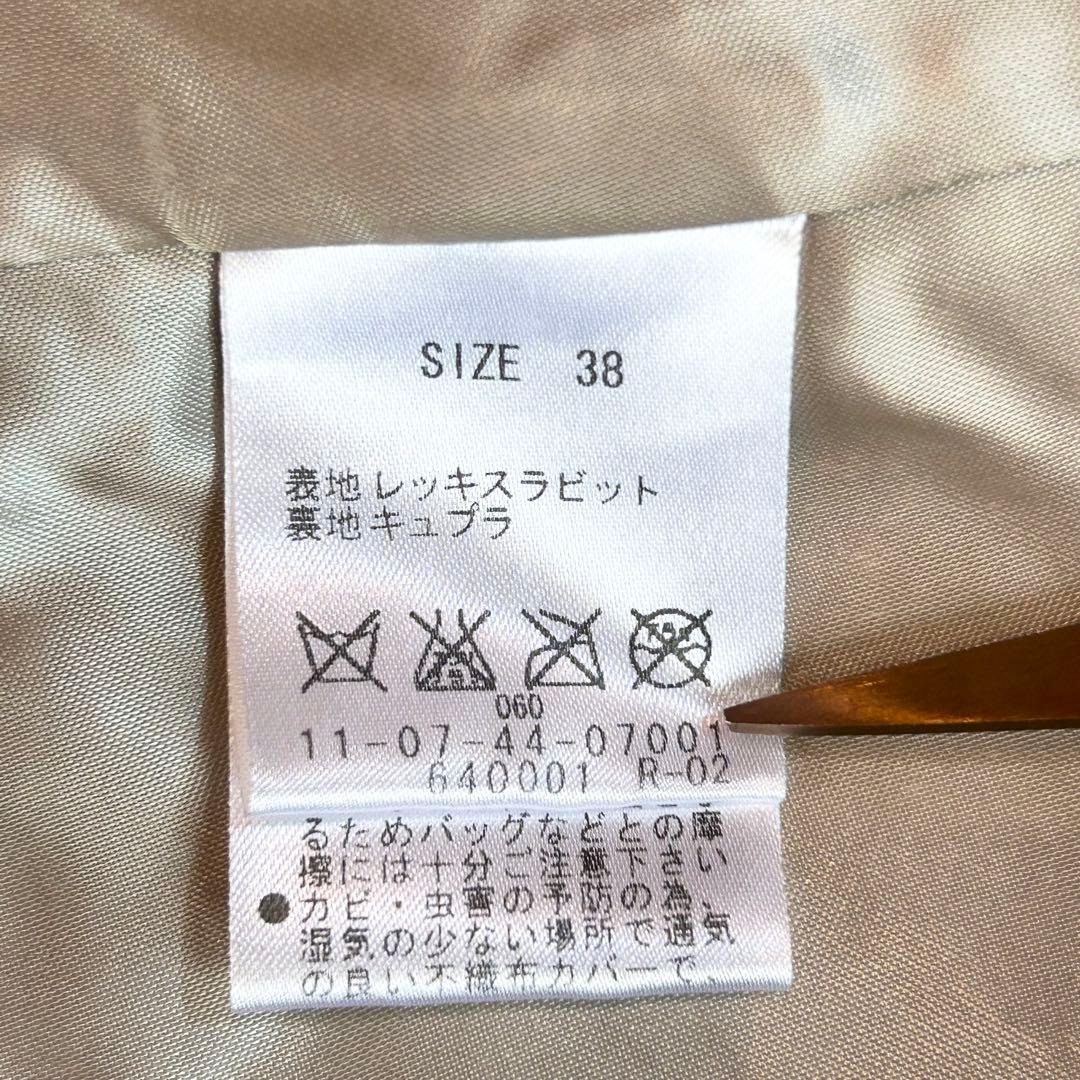 SIZE 38
表地レッキスラビット
裏地キュプラ
060
11-07-44-07001
640001 R-02
るためバッグなどとの摩
擦には十分ご注意下さい
●カビ・虫害の予防の為、
湿気の少ない場所で通気
の良い不織布カバーで、